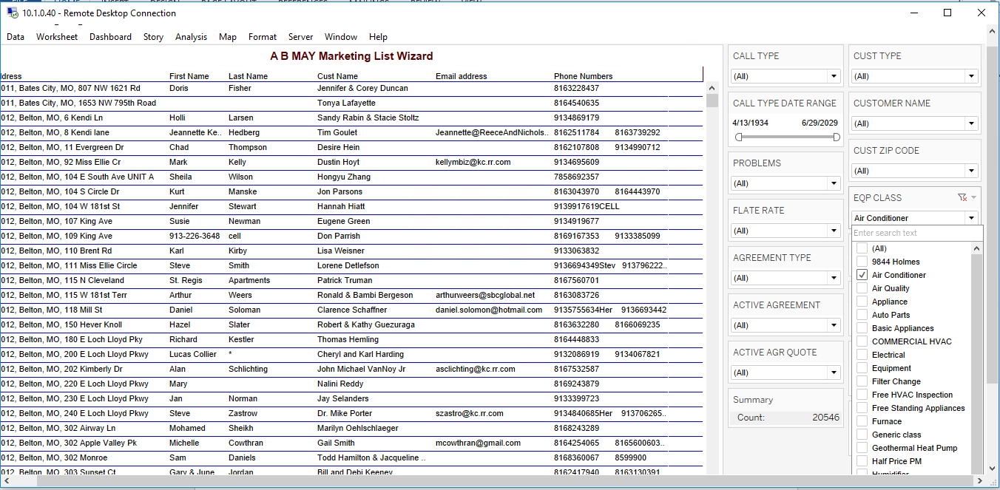 10.1.0.40 - Remote Desktop Connection
Data Worksheet Dashboard Story Analysis Map Format Server Window Help
A B MAY Marketing List Wizard
dress First Name Last Name Cust Name Email address Phone Numbers
011, Bates City, MO, 807 NW 1621 Rd Doris Fisher Jennifer & Corey Duncan 8163228437
011, Bates City, MO, 1653 NW 795th Road Tonya Lafayette 8164540635
012, Belton, MO, 6 Kendi Ln Holli Larsen Sandy Rabin & Stacie Stoltz 9134869179
012, Belton, MO, 8 Kendi lane Jeannette Ke.. Hedberg Tim Goulet Jeannette@ReeceAndNichols.. 8162511784 8163739292
012, Belton, MO, 11 Evergreen Dr Chad Thompson Desire Hein 8162107808 9134990712
012, Belton, MO, 92 Miss Ellie Cr Mark Kelly Dustin Hoyt kellymbiz@kc.rr.com 9134695609
012, Belton, MO, 104 E South Ave UNIT A Sheila Wilson Hongyu Zhang 7858692357
012, Belton, MO, 104 S Circle Dr Kurt Manske Jon Parsons 8163043970 8164443970
012, Belton, MO, 104 W 181st St Jennifer Stewart Hannah Hiatt 9139917619CELL
012, Belton, MO, 107 King Ave Susie Newman Eugene Green 9134919677
012, Belton, MO, 109 King Ave 913-226-3648 cell Don Parrish 8169167353 9133385099
012, Belton, MO, 110 Brent Rd Karl Kirby Lisa Weisner 9133063832
012, Belton, MO, 111 Miss Ellie Circle Steve Smith Lorene Detlefson 9136694349Stev 913796222..
012, Belton, MO, 115 N Cleveland St. Regis Apartments Patrick Truman 8167560701
012, Belton, MO, 115 W 181st Terr Arthur Weers Ronald & Bambi Bergeson arthurweers@sbcglobal.net 8163083726
012, Belton, MO, 118 Mill St Daniel Solomon Clarence Schaffner daniel.solomon@hotmail.com 9135755634Her 9136693442
012, Belton, MO, 150 Hever Knoll Hazel Slater Robert & Kathy Guezuraga 8163632280 8166069235
012, Belton, MO, 180 E Loch Lloyd Pky Richard Kestler Thomas Hemling 8164448833
012, Belton, MO, 200 E Loch Lloyd Pkwy Lucas Collier * Cheryl and Karl Harding 9132086919 9134067821
012, Belton, MO, 202 Kimberly Dr Alan Schlichting John Michael VanNoy Jr asclichting@kc.rr.com 8167532587
012, Belton, MO, 220 E Loch Lloyd Pkwy Mary Nalini Reddy 8169243879
012, Belton, MO, 230 E Loch Lloyd Pkwy Jan Norman Jay Selanders 9133399723
012, Belton, MO, 240 E Loch Lloyd Pkwy Steve Zastrow Dr. Mike Porter szastro@kc.rr.com 9134840685Her 913706265..
012, Belton, MO, 302 Airway Ln Mohamed Sheikh Marilyn Oehlschlaeger 8168243289
012, Belton, MO, 302 Apple Valley Pk Michelle Cowthran Gail Smith mcowthran@gmail.com 8164254065 8165600603..
012, Belton, MO, 302 Monroe Sam Daniels Todd Hamilton & Jacqueline .. 8168360067 8599900
012, Belton, MO, 303 Sunset Ct Gary & June Jordan Bill and Debi Keeney 8162417940 8163130391
CALL TYPE
(All)
CALL TYPE DATE RANGE
4/13/1934 6/29/2029
PROBLEMS
(All)
FLATE RATE
(All)
AGREEMENT TYPE
(All)
ACTIVE AGREEMENT
(All)
ACTIVE AGR QUOTE
(All)
Summary
Count: 20546
CUST TYPE
(All)
CUSTOMER NAME
(All)
CUST ZIP CODE
(All)
EQP CLASS
Air Conditioner
Enter search text
(All)
9844 Holmes
Air Conditioner
Air Quality
Appliance
Auto Parts
Basic Appliances
COMMERCIAL HVAC
Electrical
Equipment
Filter Change
Free HVAC Inspection
Free Standing Appliances
Furnace
Generic class
Geothermal Heat Pump
Half Price PM
Humidifier